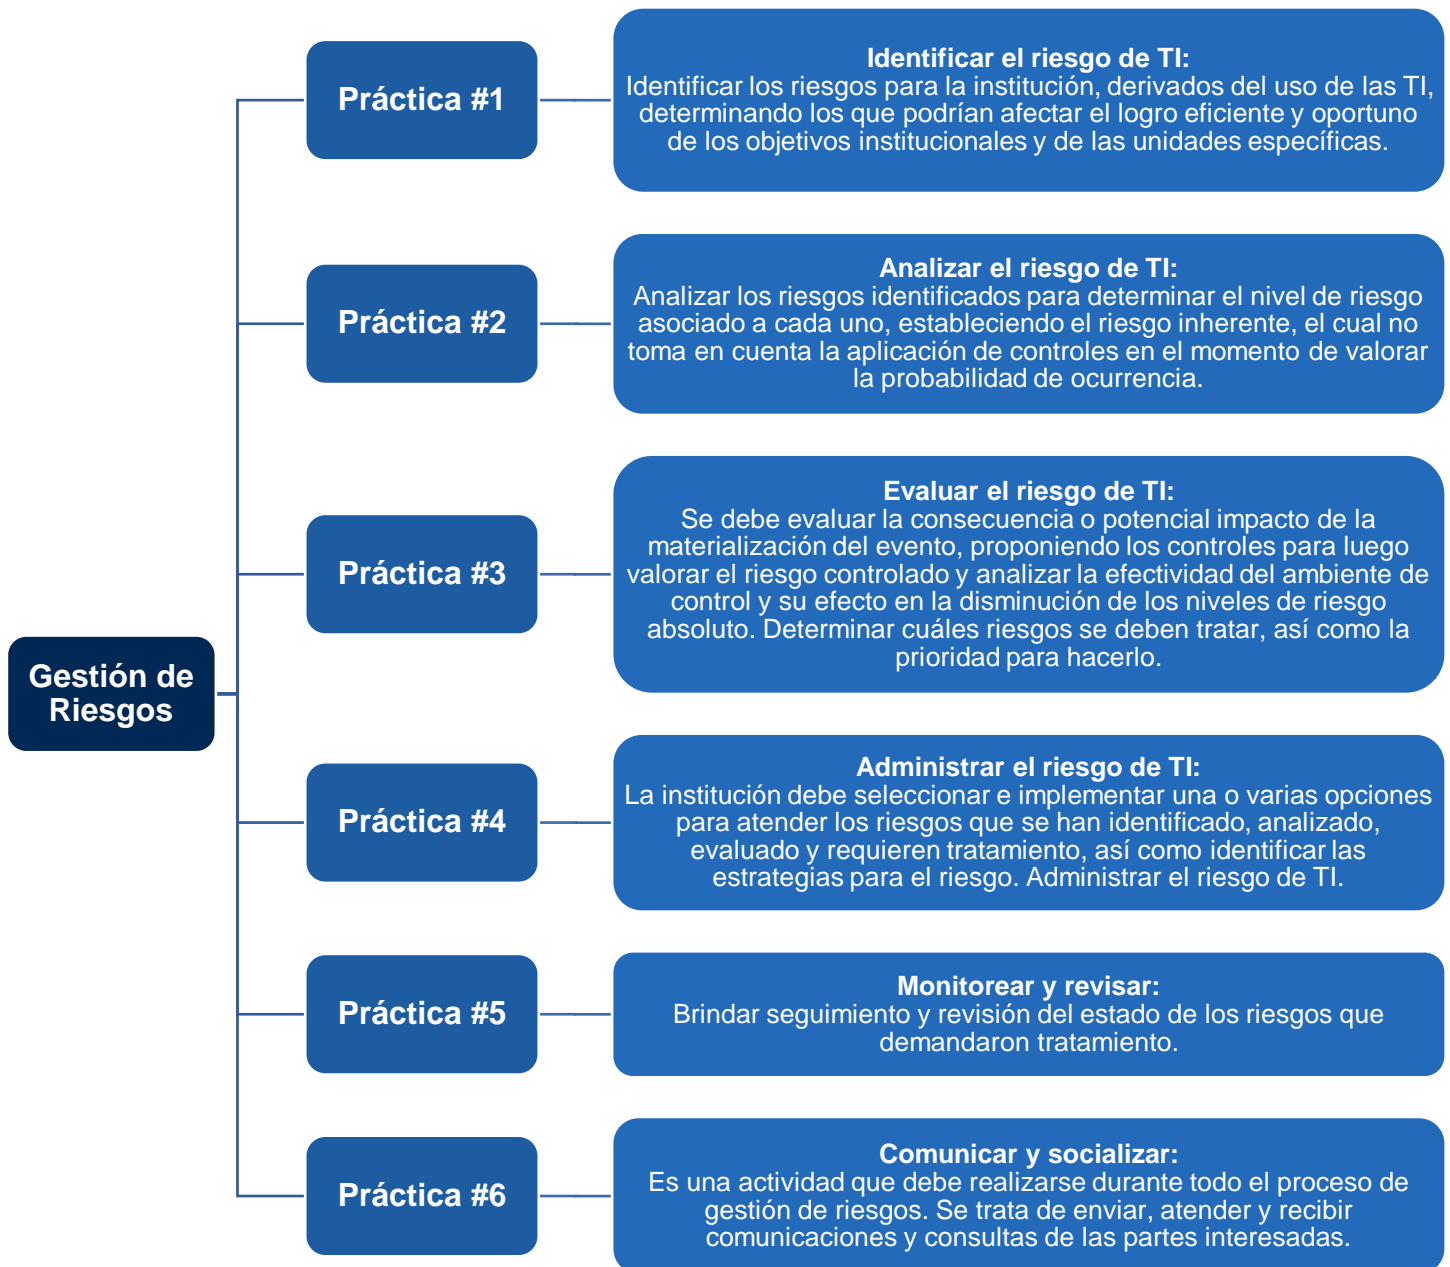 Práctica #1
Identificar el riesgo de TI:
Identificar los riesgos para la institución, derivados del uso de las TI,
determinando los que podrían afectar el logro eficiente y oportuno
de los objetivos institucionales y de las unidades específicas.
Práctica #2
Analizar el riesgo de TI:
Analizar los riesgos identificados para determinar el nivel de riesgo
asociado a cada uno, estableciendo el riesgo inherente, el cual no
toma en cuenta la aplicación de controles en el momento de valorar
la probabilidad de ocurrencia.
Práctica #3
Evaluar el riesgo de TI:
Se debe evaluar la consecuencia o potencial impacto de la
materialización del evento, proponiendo los controles para luego
valorar el riesgo controlado y analizar la efectividad del ambiente de
control y su efecto en la disminución de los niveles de riesgo
absoluto. Determinar cuáles riesgos se deben tratar, así como la
prioridad para hacerlo.
Gestión de
Riesgos
Práctica #4
Administrar el riesgo de TI:
La institución debe seleccionar e implementar una o varias opciones
para atender los riesgos que se han identificado, analizado,
evaluado y requieren tratamiento, así como identificar las
estrategias para el riesgo. Administrar el riesgo de TI.
Práctica #5
Monitorear y revisar:
Brindar seguimiento y revisión del estado de los riesgos que
demandaron tratamiento.
Práctica #6
Comunicar y socializar:
Es una actividad que debe realizarse durante todo el proceso de
gestión de riesgos. Se trata de enviar, atender y recibir
comunicaciones y consultas de las partes interesadas.